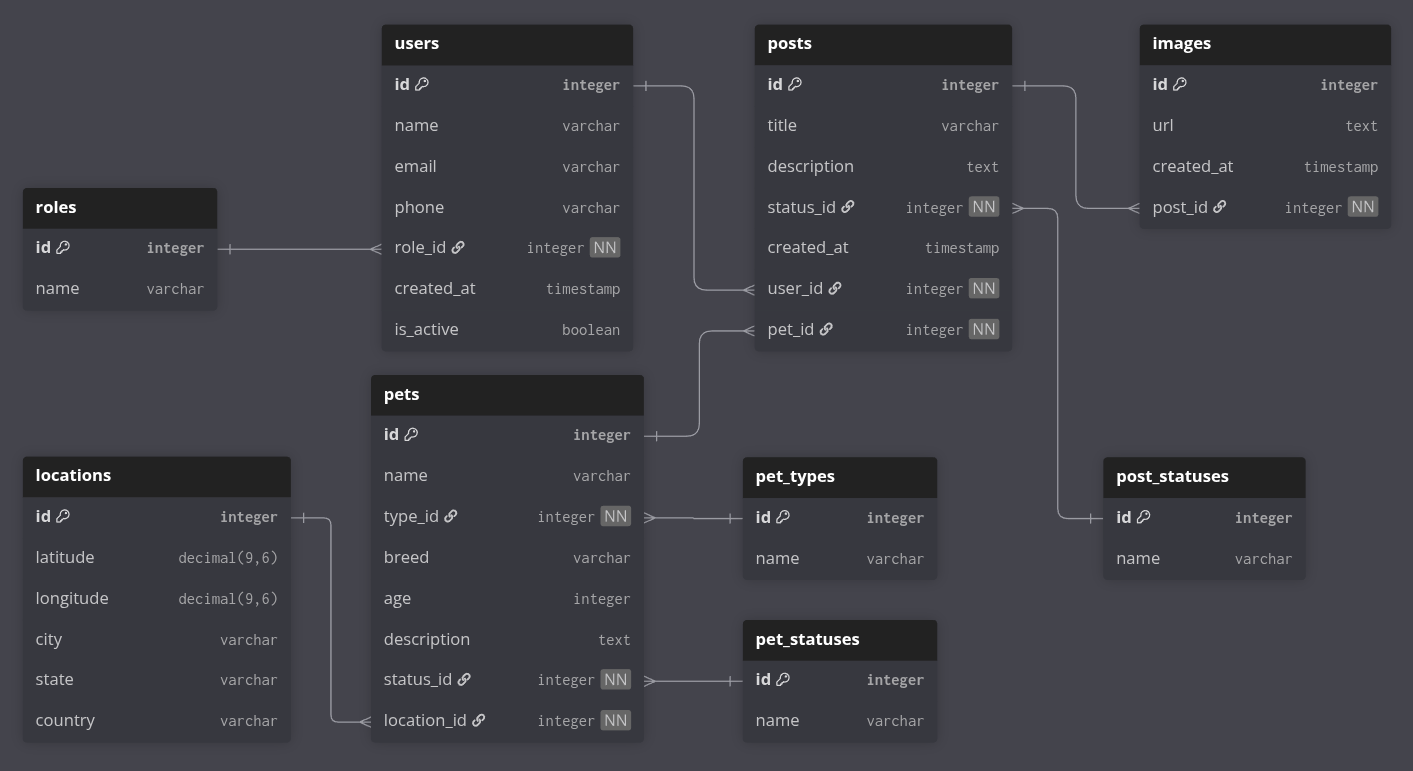 users
id integer
name varchar
email varchar
phone varchar
role_id integer NN
created_at timestamp
is_active boolean
posts
id integer
title varchar
description text
status_id integer NN
created_at timestamp
user_id integer NN
pet_id integer NN
images
id integer
url text
created_at timestamp
post_id integer NN
roles
id integer
name varchar
pets
id integer
name varchar
type_id integer NN
breed varchar
age integer
description text
status_id integer NN
location_id integer NN
locations
id integer
latitude decimal(9,6)
longitude decimal(9,6)
city varchar
state varchar
country varchar
pet_types
id integer
name varchar
post_statuses
id integer
name varchar
pet_statuses
id integer
name varchar